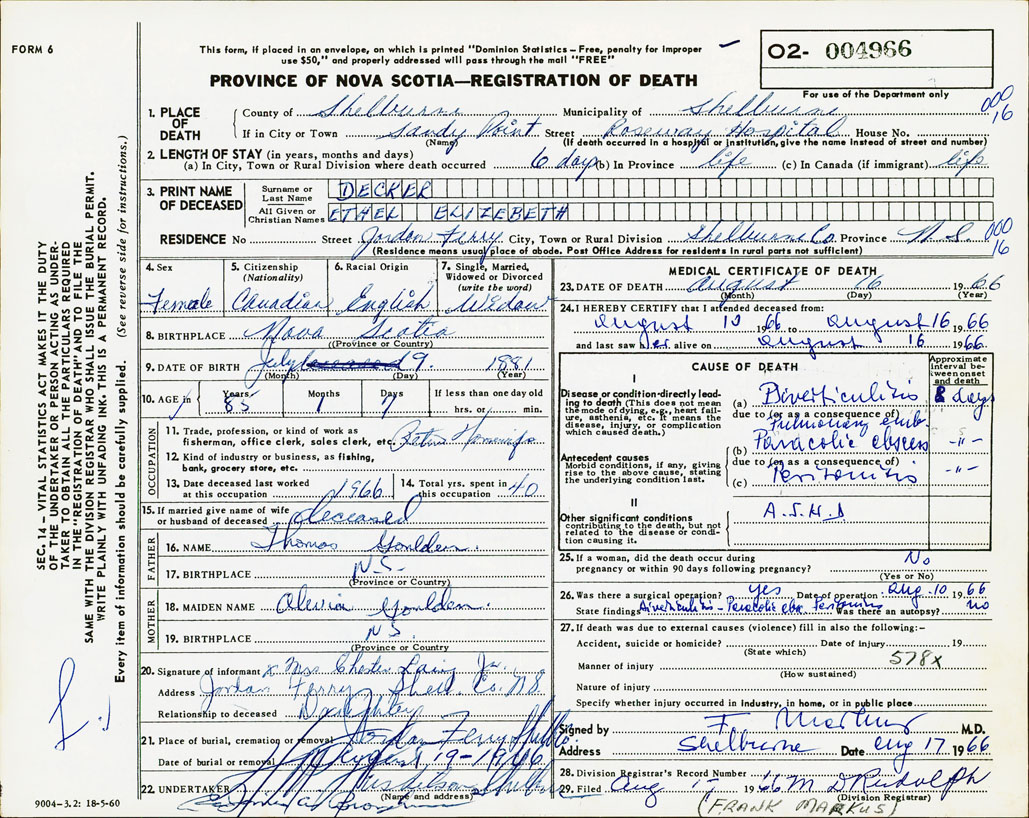 FORM 6
This form, if placed in an envelope, on which is printed "Dominion Statistics – Free, penalty for improper
use $50," and properly addressed will pass through the mail "FREE"
O2- 004966
For use of the Department only
PROVINCE OF NOVA SCOTIA—REGISTRATION OF DEATH
000
16
1. PLACE OF DEATH
County of Shelburne Municipality of Shelburne
If in City or Town Sandy Point Street Roseway Hospital House No.
(Name) (If death occurred in a hospital or institution, give the name instead of street and number)
2. LENGTH OF STAY (in years, months and days)
(a) In City, Town or Rural Division where death occurred 6 days (b) In Province life (c) In Canada (if immigrant) life
3. PRINT NAME OF DECEASED
Surname or Last Name DECKER
All Given or Christian Names ETHEL ELIZEBETH
RESIDENCE No Street Jordan Ferry City, Town or Rural Division Shelburne Co. Province N S
000
16
(Residence means usual place of abode. Post Office Address for residents in rural parts not sufficient)
4. Sex Female
5. Citizenship (Nationality) Canadian
6. Racial Origin English
7. Single, Married, Widowed or Divorced (write the word) Widow
8. BIRTHPLACE Nova Scotia
(Province or Country)
9. DATE OF BIRTH July 9. 1881
(Month) (Day) (Year)
10. AGE in Years 85 Months 1 Days 7 If less than one day old
hrs. or min.
OCCUPATION
11. Trade, profession, or kind of work as
fisherman, office clerk, sales clerk, etc.
12. Kind of industry or business, as fishing,
bank, grocery store, etc.
13. Date deceased last worked at this occupation 1966
14. Total yrs. spent in this occupation 40
15. If married give name of wife
or husband of deceased deceased
FATHER
16. NAME Thomas Goulden.
17. BIRTHPLACE N.S.
(Province or Country)
MOTHER
18. MAIDEN NAME Goulden.
19. BIRTHPLACE N S.
(Province or Country)
20. Signature of informant x Mrs Chester Jr.
Address Jordan Ferry Shel. Co. N S
Relationship to deceased
21. Place of burial, cremation or removal Jordan Ferry
Date of burial or removal August 19-1966
22. UNDERTAKER
(Name and address)
9004-3.2: 18-5-60
MEDICAL CERTIFICATE OF DEATH
23. DATE OF DEATH August 16 1966
(Month) (Day) (Year)
24. I HEREBY CERTIFY that I attended deceased from:
August 10 1966 to August 16 1966
and last saw her alive on August 16 1966.
CAUSE OF DEATH
Approximate interval between onset and death
I
Disease or condition directly leading to death (This does not mean the mode of dying, e.g., heart failure, asthenia, etc. It means the disease, injury, or complication which caused death.)
(a) Diverticulitis 8 days
due to (or as a consequence of)
Pulmonary emb.
(b) Paracolic abscess -"-
Antecedent causes
Morbid conditions, if any, giving rise to the above cause, stating the underlying condition last.
due to (or as a consequence of)
(c) Peritonitis -"-
II
Other significant conditions
contributing to the death, but not related to the disease or condition causing it.
A.S.H.D
25. If a woman, did the death occur during
pregnancy or within 90 days following pregnancy? No
(Yes or No)
26. Was there a surgical operation? yes Date of operation Aug. 10 1966
State findings Diverticulitis - Paracolic abs. Peritonitis Was there an autopsy? no
27. If death was due to external causes (violence) fill in also the following:–
Accident, suicide or homicide? Date of injury 19
(State which)
578x
Manner of injury
(How sustained)
Nature of injury
Specify whether injury occurred in industry, in home, or in public place
Signed by F. Markus M.D.
Address Shelburne Date Aug 17 1966
28. Division Registrar's Record Number
29. Filed Aug 17 1966 M D Rudolph
(Division Registrar)
(FRANK MARKUS)
SEC. 14 – VITAL STATISTICS ACT MAKES IT THE DUTY
OF THE UNDERTAKER OR PERSON ACTING AS UNDER-
TAKER TO OBTAIN ALL THE PARTICULARS REQUIRED
IN THE "REGISTRATION OF DEATH" AND TO FILE THE
SAME WITH THE DIVISION REGISTRAR WHO SHALL ISSUE THE BURIAL PERMIT.
WRITE PLAINLY WITH UNFADING INK. THIS IS A PERMANENT RECORD.
Every item of information should be carefully supplied. (See reverse side for instructions.)